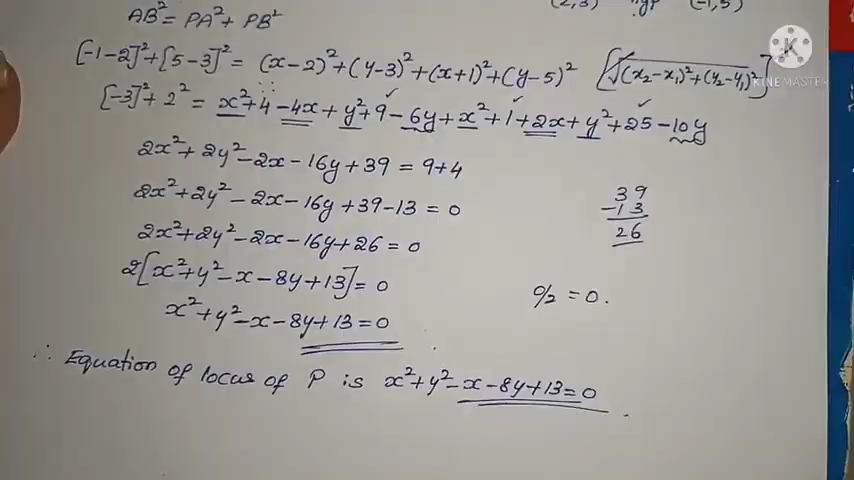 (2,3) hyp (-1,5)
AB² = PA² + PB²
[-1-2]² + [5-3]² = (x-2)² + (y-3)² + (x+1)² + (y-5)² [√(x₂-x₁)² + (y₂-y₁)²]
[-3]² + 2² = x² + 4 - 4x + y² + 9 - 6y + x² + 1 + 2x + y² + 25 - 10y
2x² + 2y² - 2x - 16y + 39 = 9 + 4
2x² + 2y² - 2x - 16y + 39 - 13 = 0
39
-13
26
2x² + 2y² - 2x - 16y + 26 = 0
2[x² + y² - x - 8y + 13] = 0
0/2 = 0.
x² + y² - x - 8y + 13 = 0
∴ Equation of locus of P is x² + y² - x - 8y + 13 = 0.
K
KINEMASTER